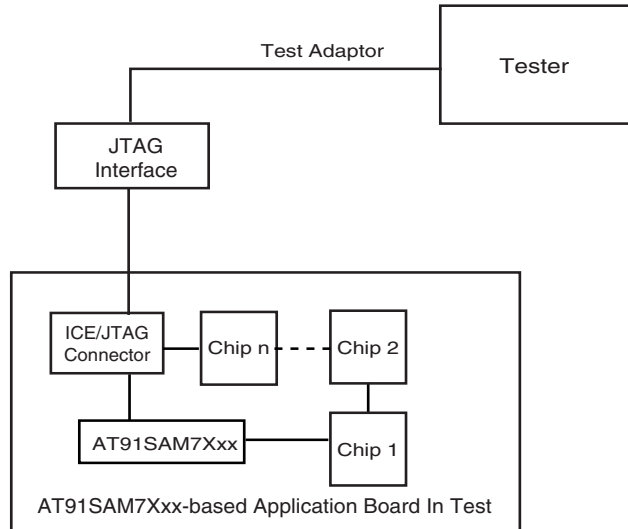 Test Adaptor
Tester
JTAG
Interface
ICE/JTAG
Connector
Chip n
Chip 2
AT91SAM7Xxx
Chip 1
AT91SAM7Xxx-based Application Board In Test